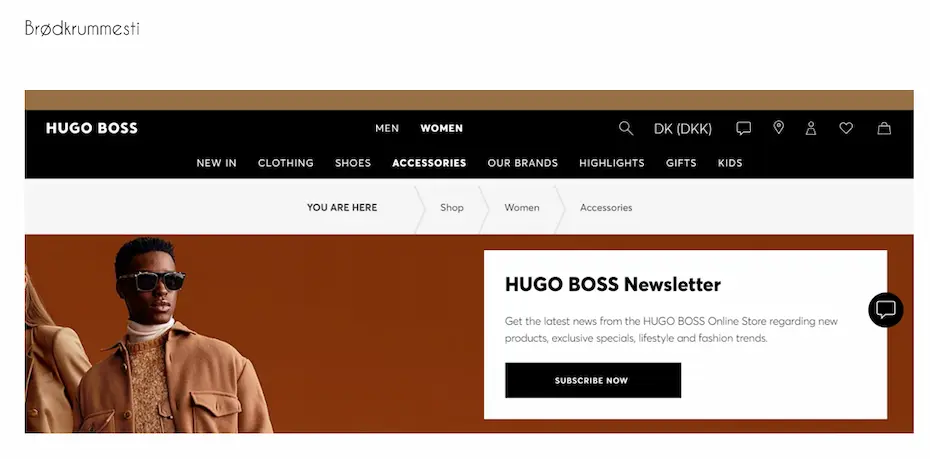 Brødkrummesti
HUGO BOSS MEN WOMEN DK (DKK)
NEW IN CLOTHING SHOES ACCESSORIES OUR BRANDS HIGHLIGHTS GIFTS KIDS
YOU ARE HERE Shop Women Accessories
HUGO BOSS Newsletter
Get the latest news from the HUGO BOSS Online Store regarding new
products, exclusive specials, lifestyle and fashion trends.
SUBSCRIBE NOW